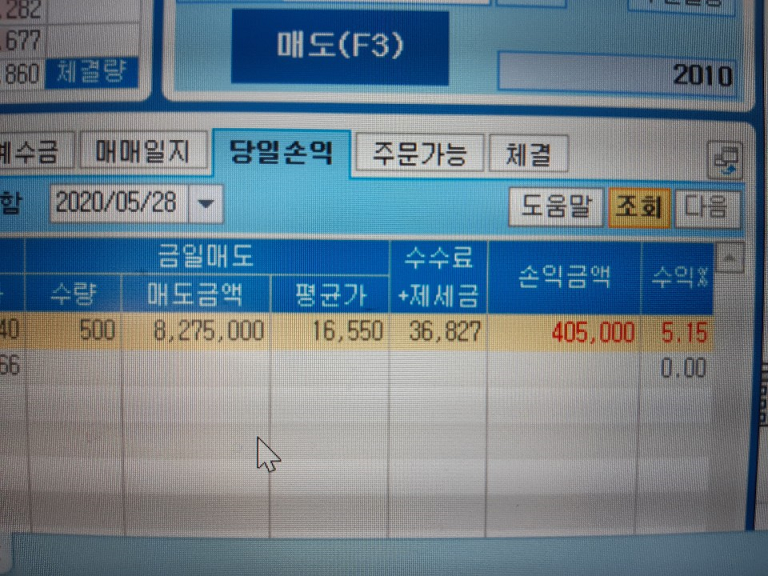 .282
.677
.860 체결량
매도(F3)
2010
예수금 매매일지 당일손익 주문가능 체결
함 2020/05/28 도움말 조회 다음
금일매도 수수료 손익금액 수익%
수량 매도금액 평균가 +제세금
40 500 8,275,000 16,550 36,827 405,000 5.15
66 0.00